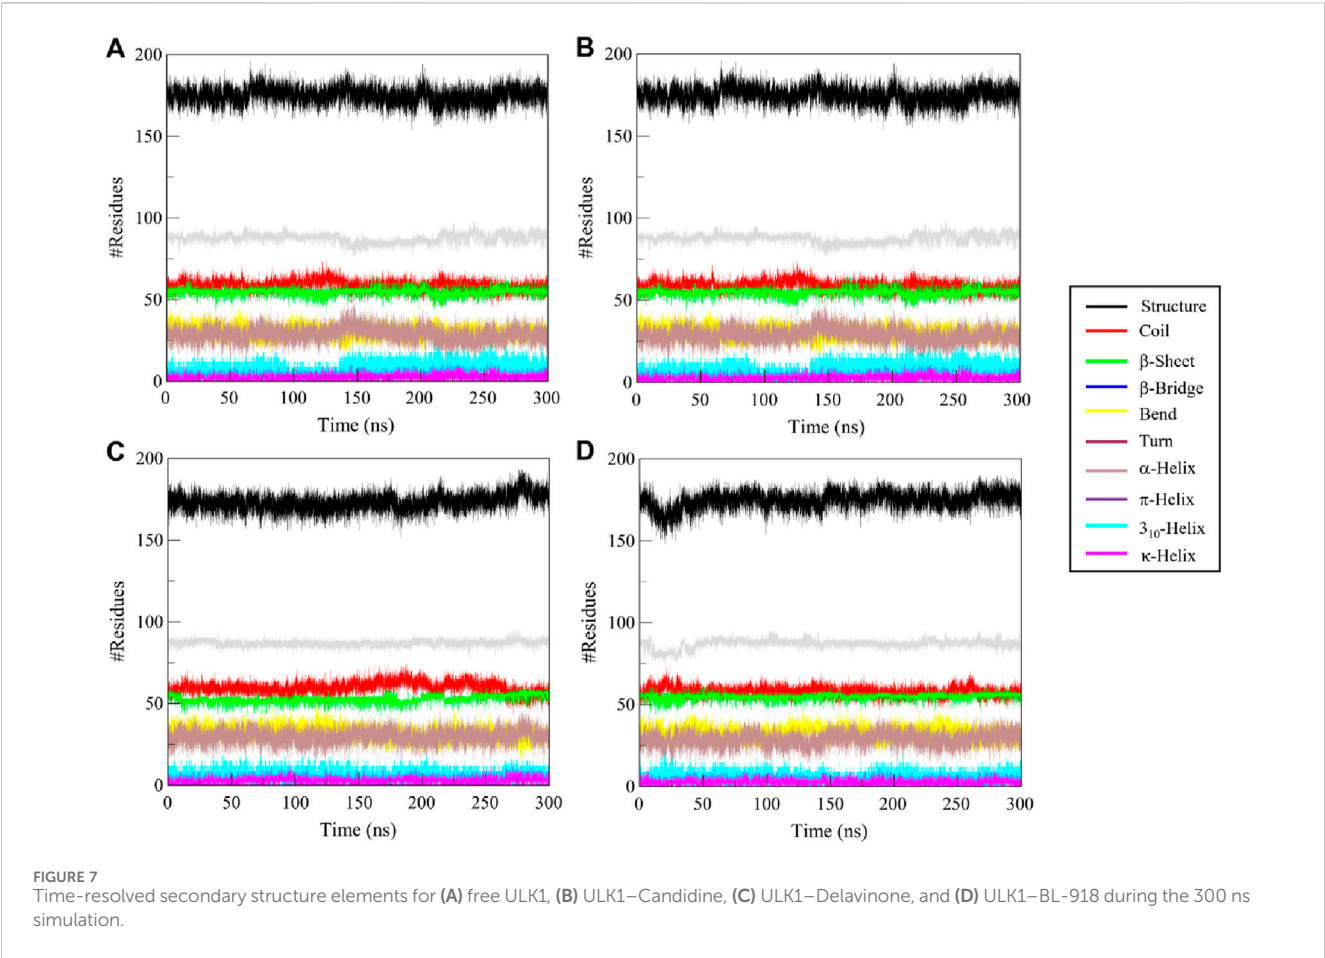 A
200
150
100
50
0
#Residues
0 50 100 150 200 250 300
Time (ns)
B
200
150
100
50
0
#Residues
0 50 100 150 200 250 300
Time (ns)
Structure
Coil
β-Sheet
β-Bridge
Bend
Turn
α-Helix
π-Helix
3₁₀-Helix
κ-Helix
C
200
150
100
50
0
#Residues
0 50 100 150 200 250 300
Time (ns)
D
200
150
100
50
0
#Residues
0 50 100 150 200 250 300
Time (ns)
FIGURE 7
Time-resolved secondary structure elements for (A) free ULK1, (B) ULK1–Candidine, (C) ULK1–Delavinone, and (D) ULK1–BL-918 during the 300 ns
simulation.